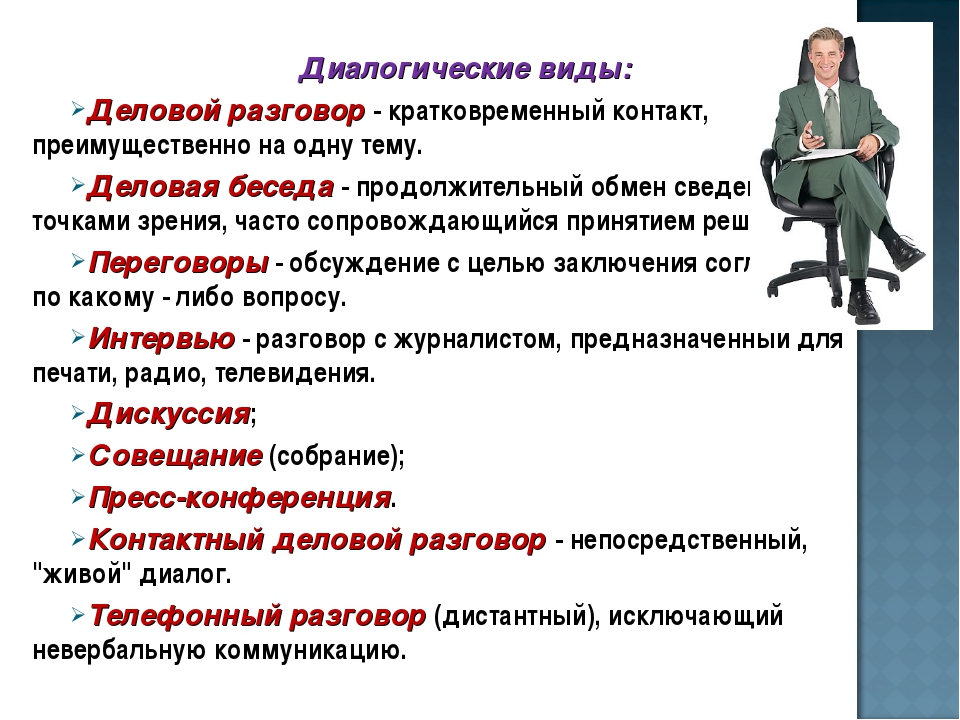 Диалогические виды:
Деловой разговор - кратковременный контакт,
преимущественно на одну тему.
Деловая беседа - продолжительный обмен
точками зрения, часто сопровождающийся принятием
Переговоры - обсуждение с целью заключения
по какому - либо вопросу.
Интервью - разговор с журналистом, предназначенный для
печати, радио, телевидения.
Дискуссия;
Совещание (собрание);
Пресс-конференция.
Контактный деловой разговор - непосредственный,
"живой" диалог.
Телефонный разговор (дистантный), исключающий
невербальную коммуникацию.